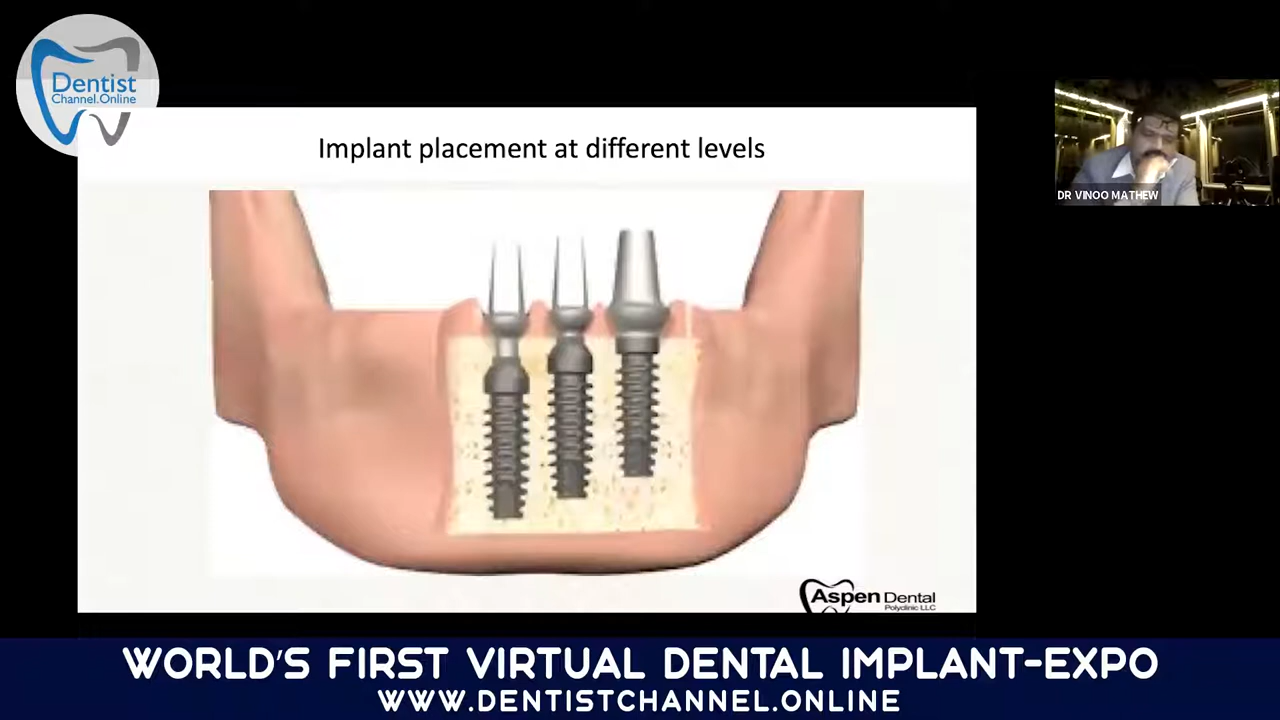 Dentist
Channel.Online
Implant placement at different levels
DR VINOO MATHEW
Aspen Dental
Polyclinic LLC
WORLD'S FIRST VIRTUAL DENTAL IMPLANT-EXPO
WWW.DENTISTCHANNEL.ONLINE